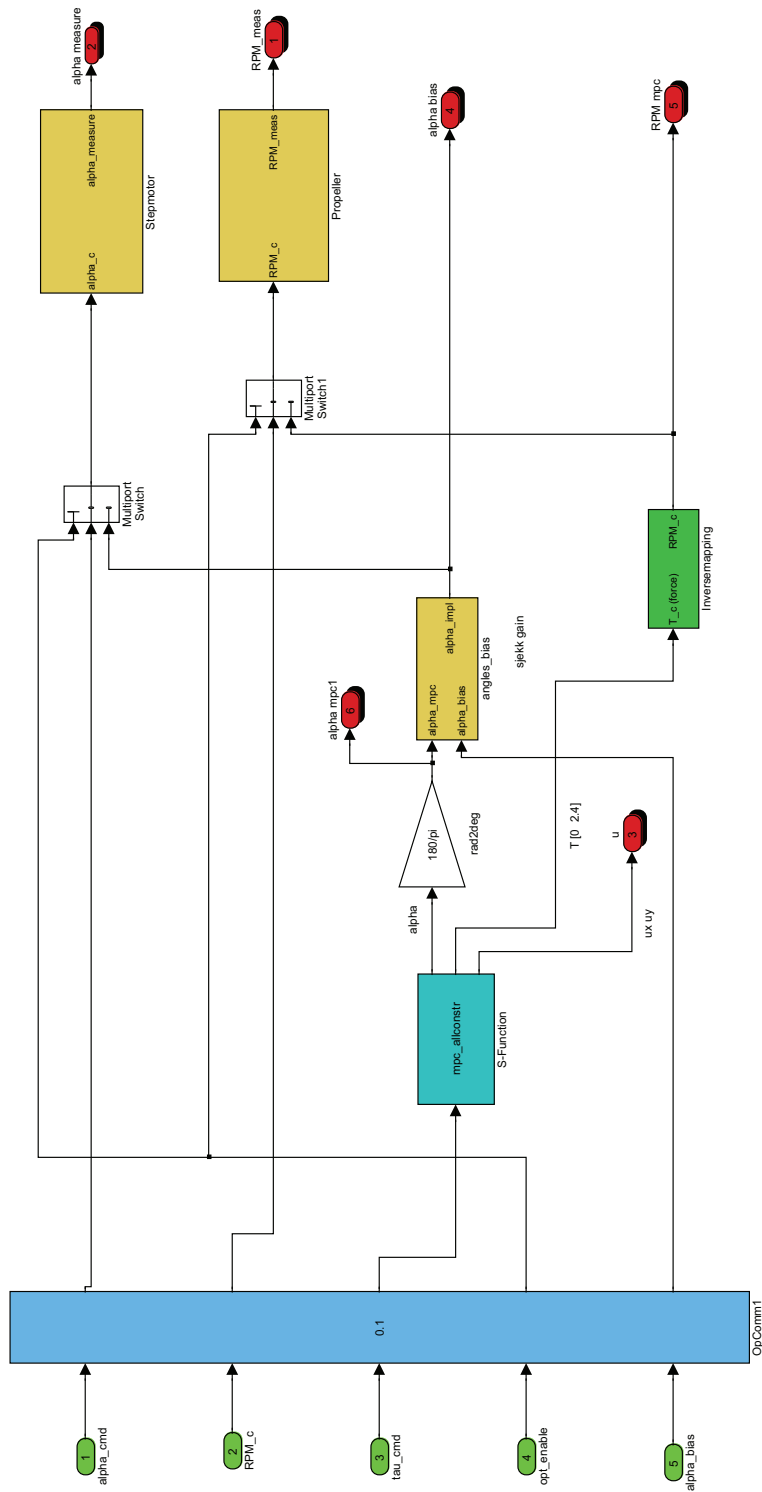 1
alpha_cmd
2
RPM_c
3
tau_cmd
4
opt_enable
5
alpha_bias
0.1
OpComm1
mpc_allconstr
S-Function
alpha
180/pi
rad2deg
ux uy
T [0  2.4]
u
3
alpha mpc1
6
alpha_mpc
alpha_bias
alpha_impl
angles_bias
sjekk gain
T_c (force)
RPM_c
Inversemapping
Multiport
Switch
Multiport
Switch1
alpha_c
alpha_measure
Stepmotor
RPM_c
RPM_meas
Propeller
alpha measure
2
RPM_meas
1
alpha bias
4
RPM mpc
5